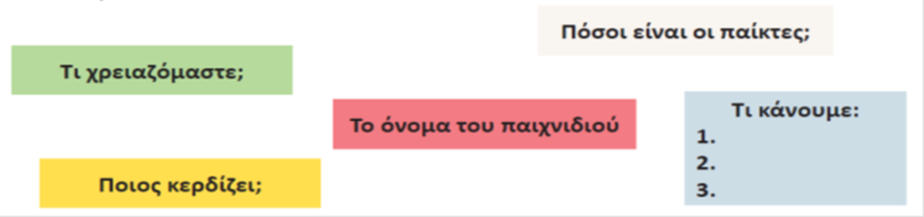 Πόσοι είναι οι παίκτες;
Τι χρειαζόμαστε;
Το όνομα του παιχνιδιού
Τι κάνουμε:
1.
2.
3.
Ποιος κερδίζει;